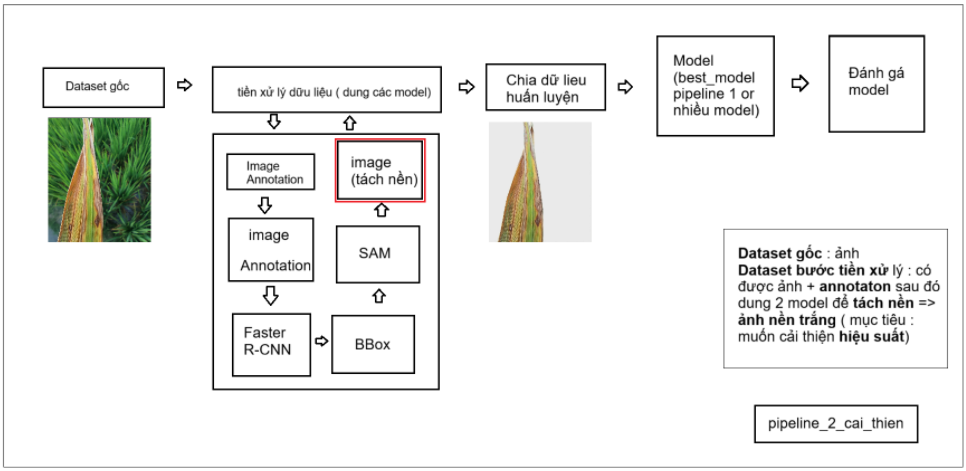 Dataset gốc
tiền xử lý dữu liệu ( dung các model)
Chia dữ lieu
huấn luyện
Model
(best_model
pipeline 1 or
nhiều model)
Đánh gá
model
Image
Annotation
image
(tách nền)
image
Annotation
SAM
Faster
R-CNN
BBox
Dataset gốc : ảnh
Dataset bước tiền xử lý : có
được ảnh + annotaton sau đó
dung 2 model để tách nền =>
ảnh nền trắng ( mục tiêu :
muốn cải thiện hiệu suất)
pipeline_2_cai_thien